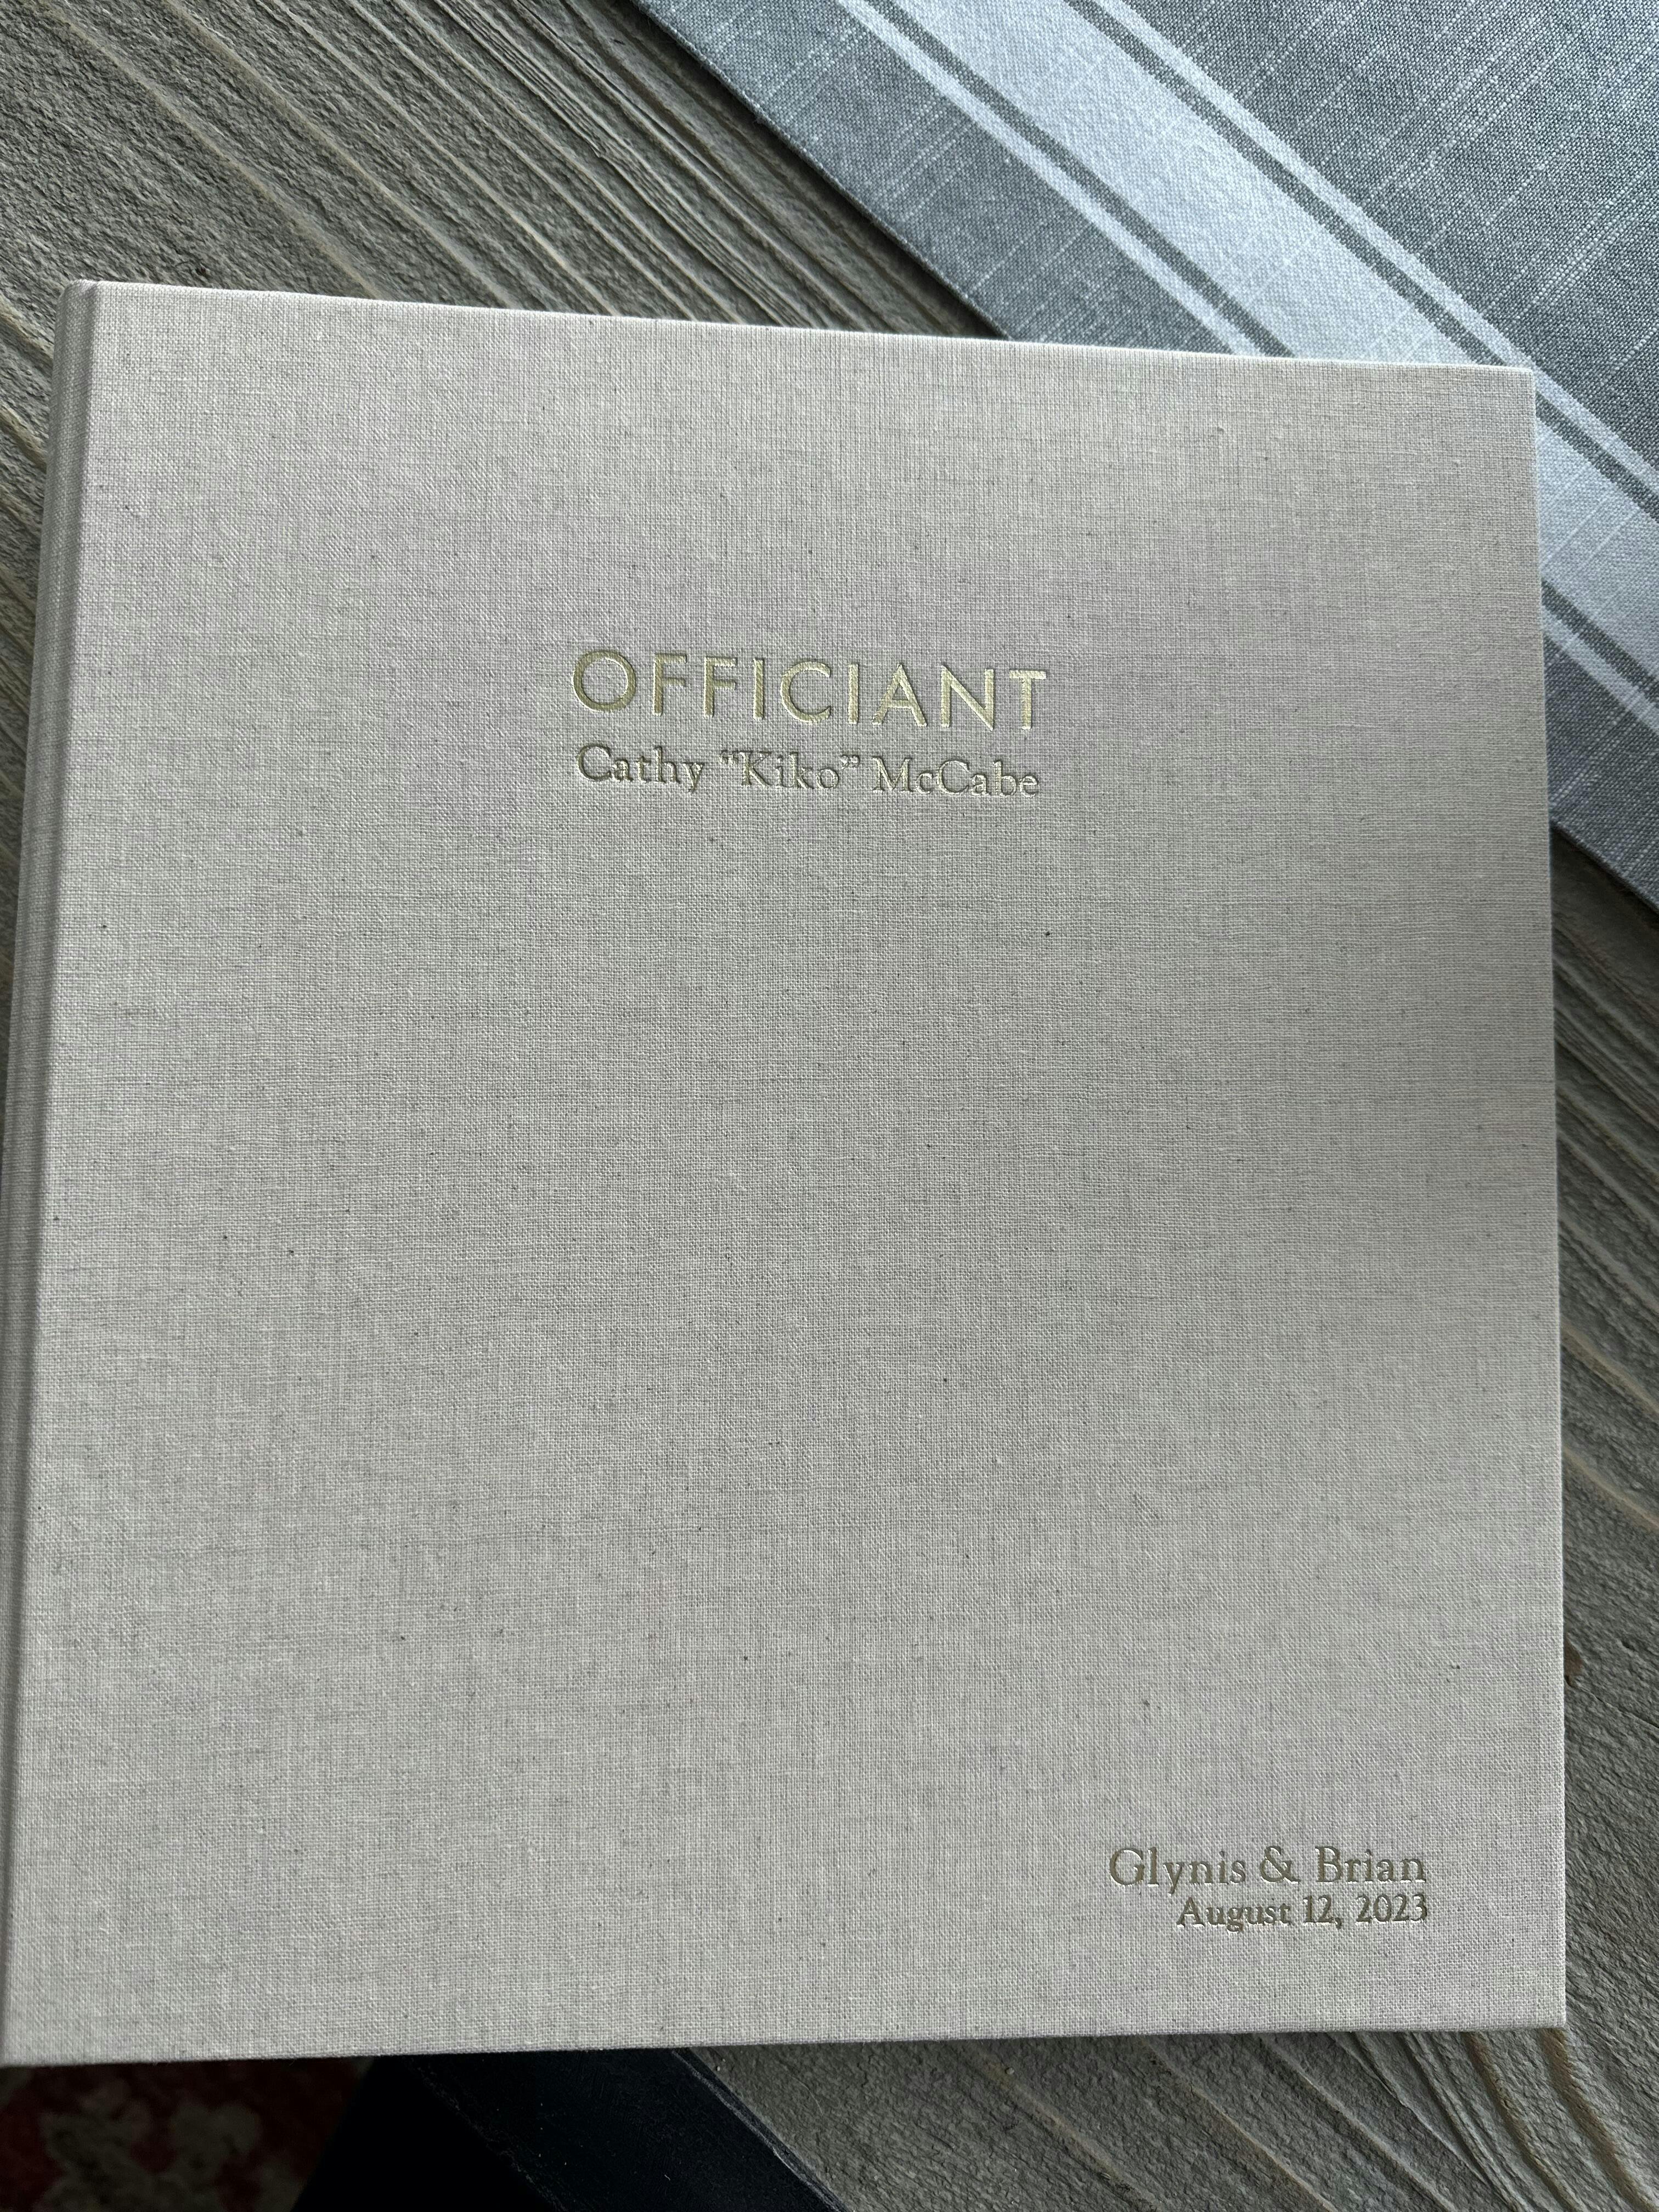 OFFICIANT
Cathy "Kiko" McCabe
Glynis & Brian
August 12, 2023